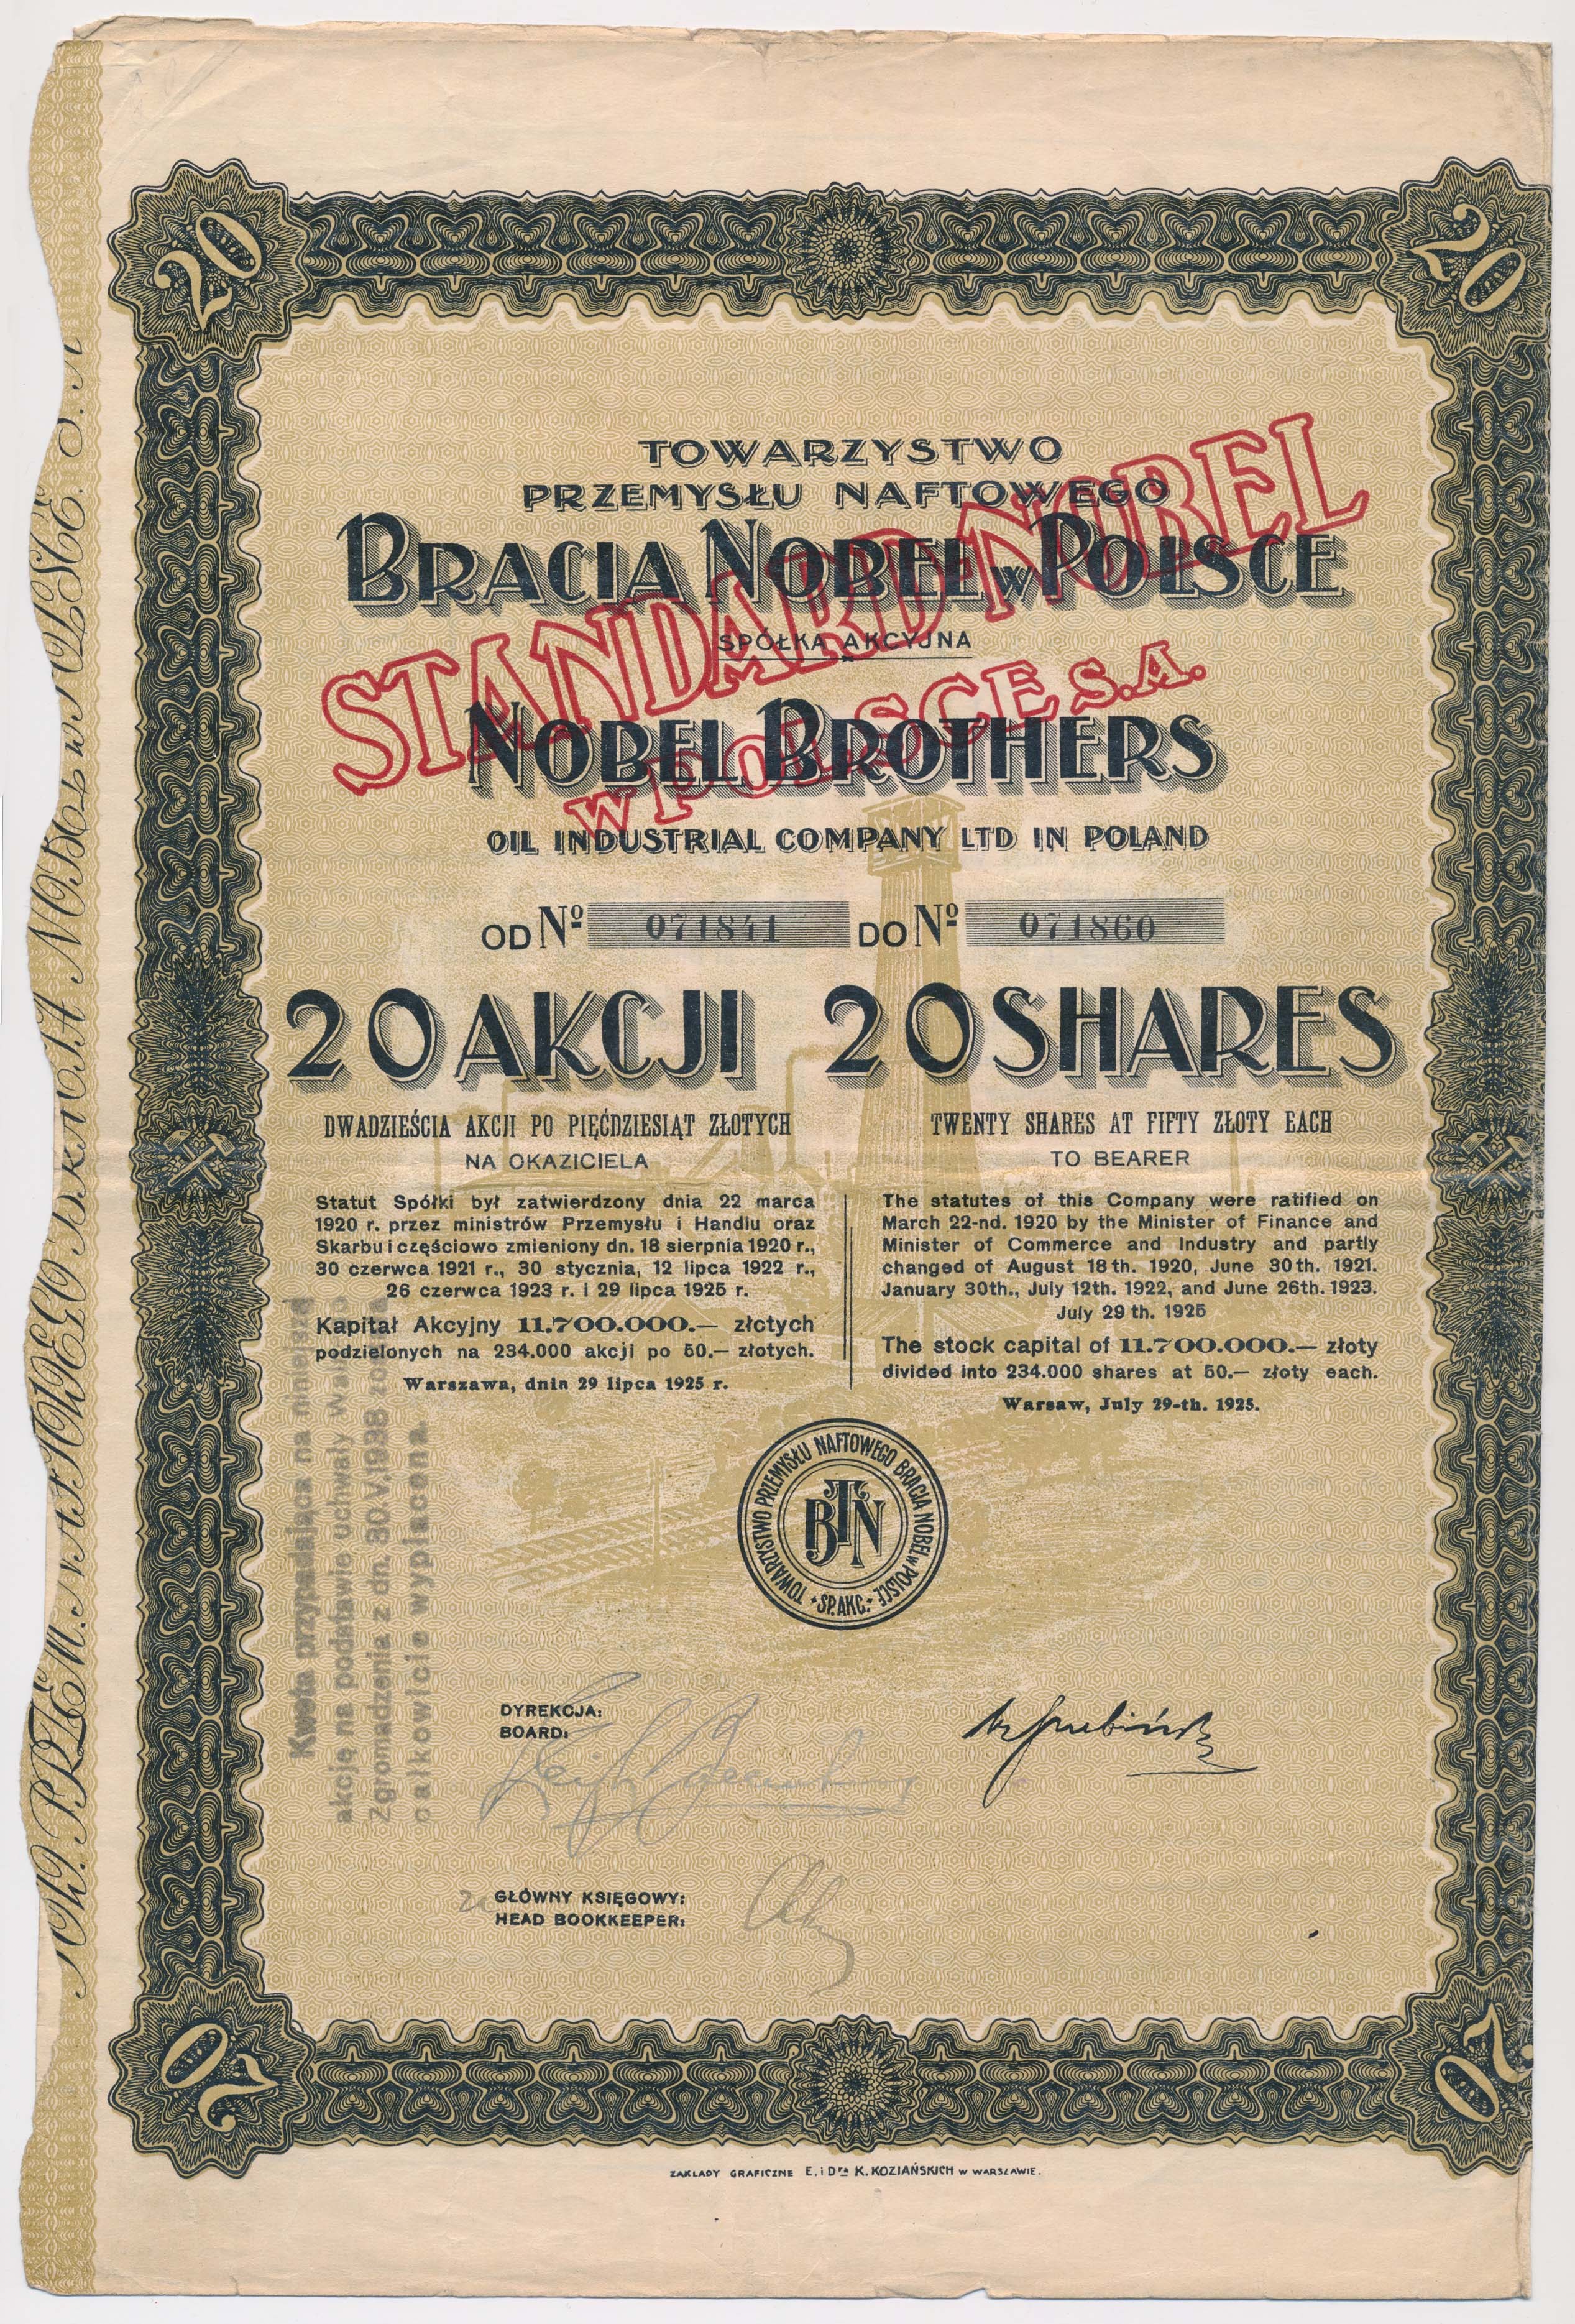 20
20
TOWARZYSTWO
PRZEMYSŁU NAFTOWEGO
BRACIA NOBEL W POLSCE
SPÓŁKA AKCYJNA
STANDARD-NOBEL
W POLSCE S.A.
NOBEL BROTHERS
OIL INDUSTRIAL COMPANY LTD IN POLAND
OD Nº 071841 DO Nº 071860
20 AKCJI 20 SHARES
DWADZIEŚCIA AKCJI PO PIĘĆDZIESIĄT ZŁOTYCH
NA OKAZICIELA
Statut Spółki był zatwierdzony dnia 22 marca
1920 r. przez ministrów Przemysłu i Handlu oraz
Skarbu i częściowo zmieniony dn. 18 sierpnia 1920 r.,
30 czerwca 1921 r., 30 stycznia, 12 lipca 1922 r.,
26 czerwca 1923 r. i 29 lipca 1925 r.
Kapitał Akcyjny 11.700.000.— złotych
podzielonych na 234.000 akcji po 50.— złotych.
Warszawa, dnia 29 lipca 1925 r.
TWENTY SHARES AT FIFTY ZŁOTY EACH
TO BEARER
The statutes of this Company were ratified on
March 22-nd. 1920 by the Minister of Finance and
Minister of Commerce and Industry and partly
changed of August 18th. 1920, June 30th. 1921.
January 30th., July 12th. 1922, and June 26th. 1923.
July 29 th. 1925
The stock capital of 11.700.000.— złoty
divided into 234.000 shares at 50.— złoty each.
Warsaw, July 29-th. 1925.
Kwota przypadająca na niniejszą
akcję na podstawie uchwały Walnego
Zgromadzenia z dn. 30.V.1938 została
całkowicie wypłacona.
TOWARZYSTWO PRZEMYSŁU NAFTOWEGO BRACIA NOBEL W POLSCE
SP. AKC.
BTN
DYREKCJA:
BOARD:
GŁÓWNY KSIĘGOWY:
HEAD BOOKKEEPER:
20
20
ZAKŁADY GRAFICZNE E. i Dra K. KOZIAŃSKICH W WARSZAWIE.